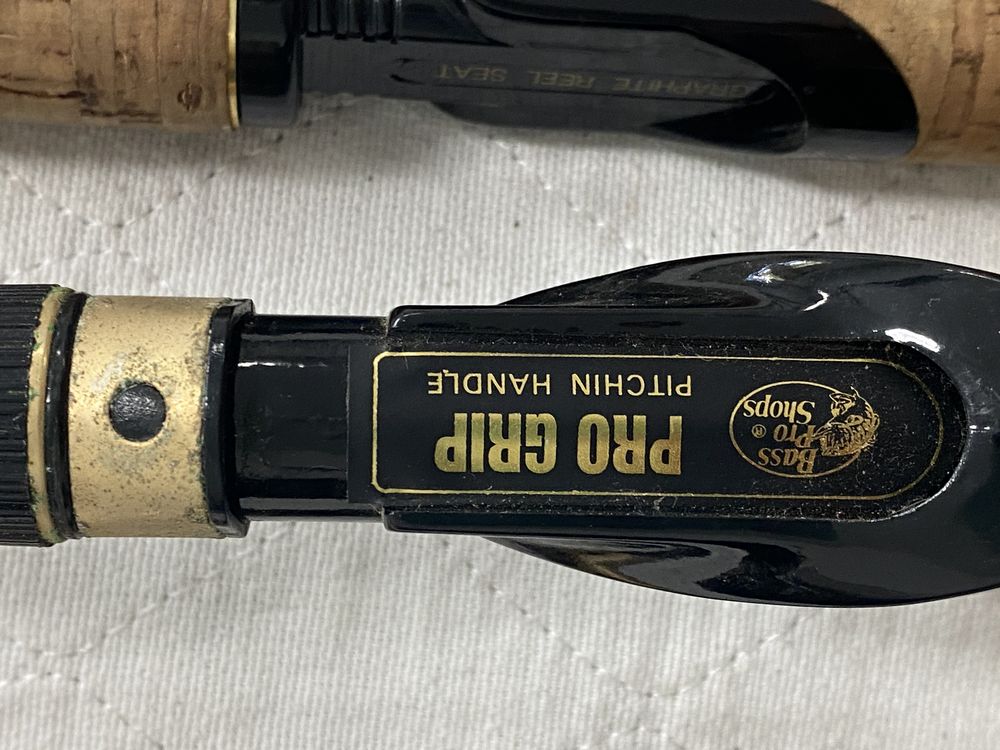 GRAPHITE REEL SEAT
Bass
Pro ®
Shops
PRO GRIP
PITCHIN HANDLE